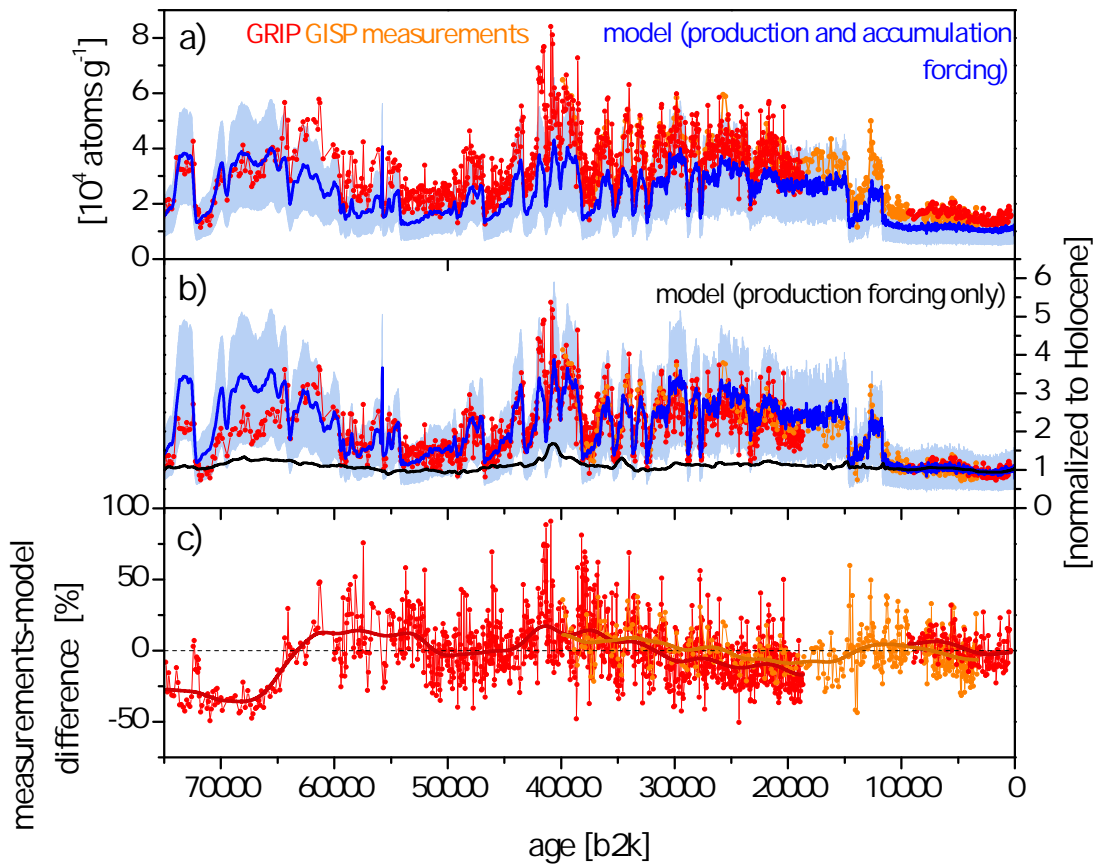 a)
GRIP GISP measurements
model (production and accumulation
forcing)
[10⁴ atoms g⁻¹]
8
6
4
2
0
b)
model (production forcing only)
[normalized to Holocene]
6
5
4
3
2
1
0
c)
measurements-model
difference [%]
100
50
0
-50
70000 60000 50000 40000 30000 20000 10000 0
age [b2k]